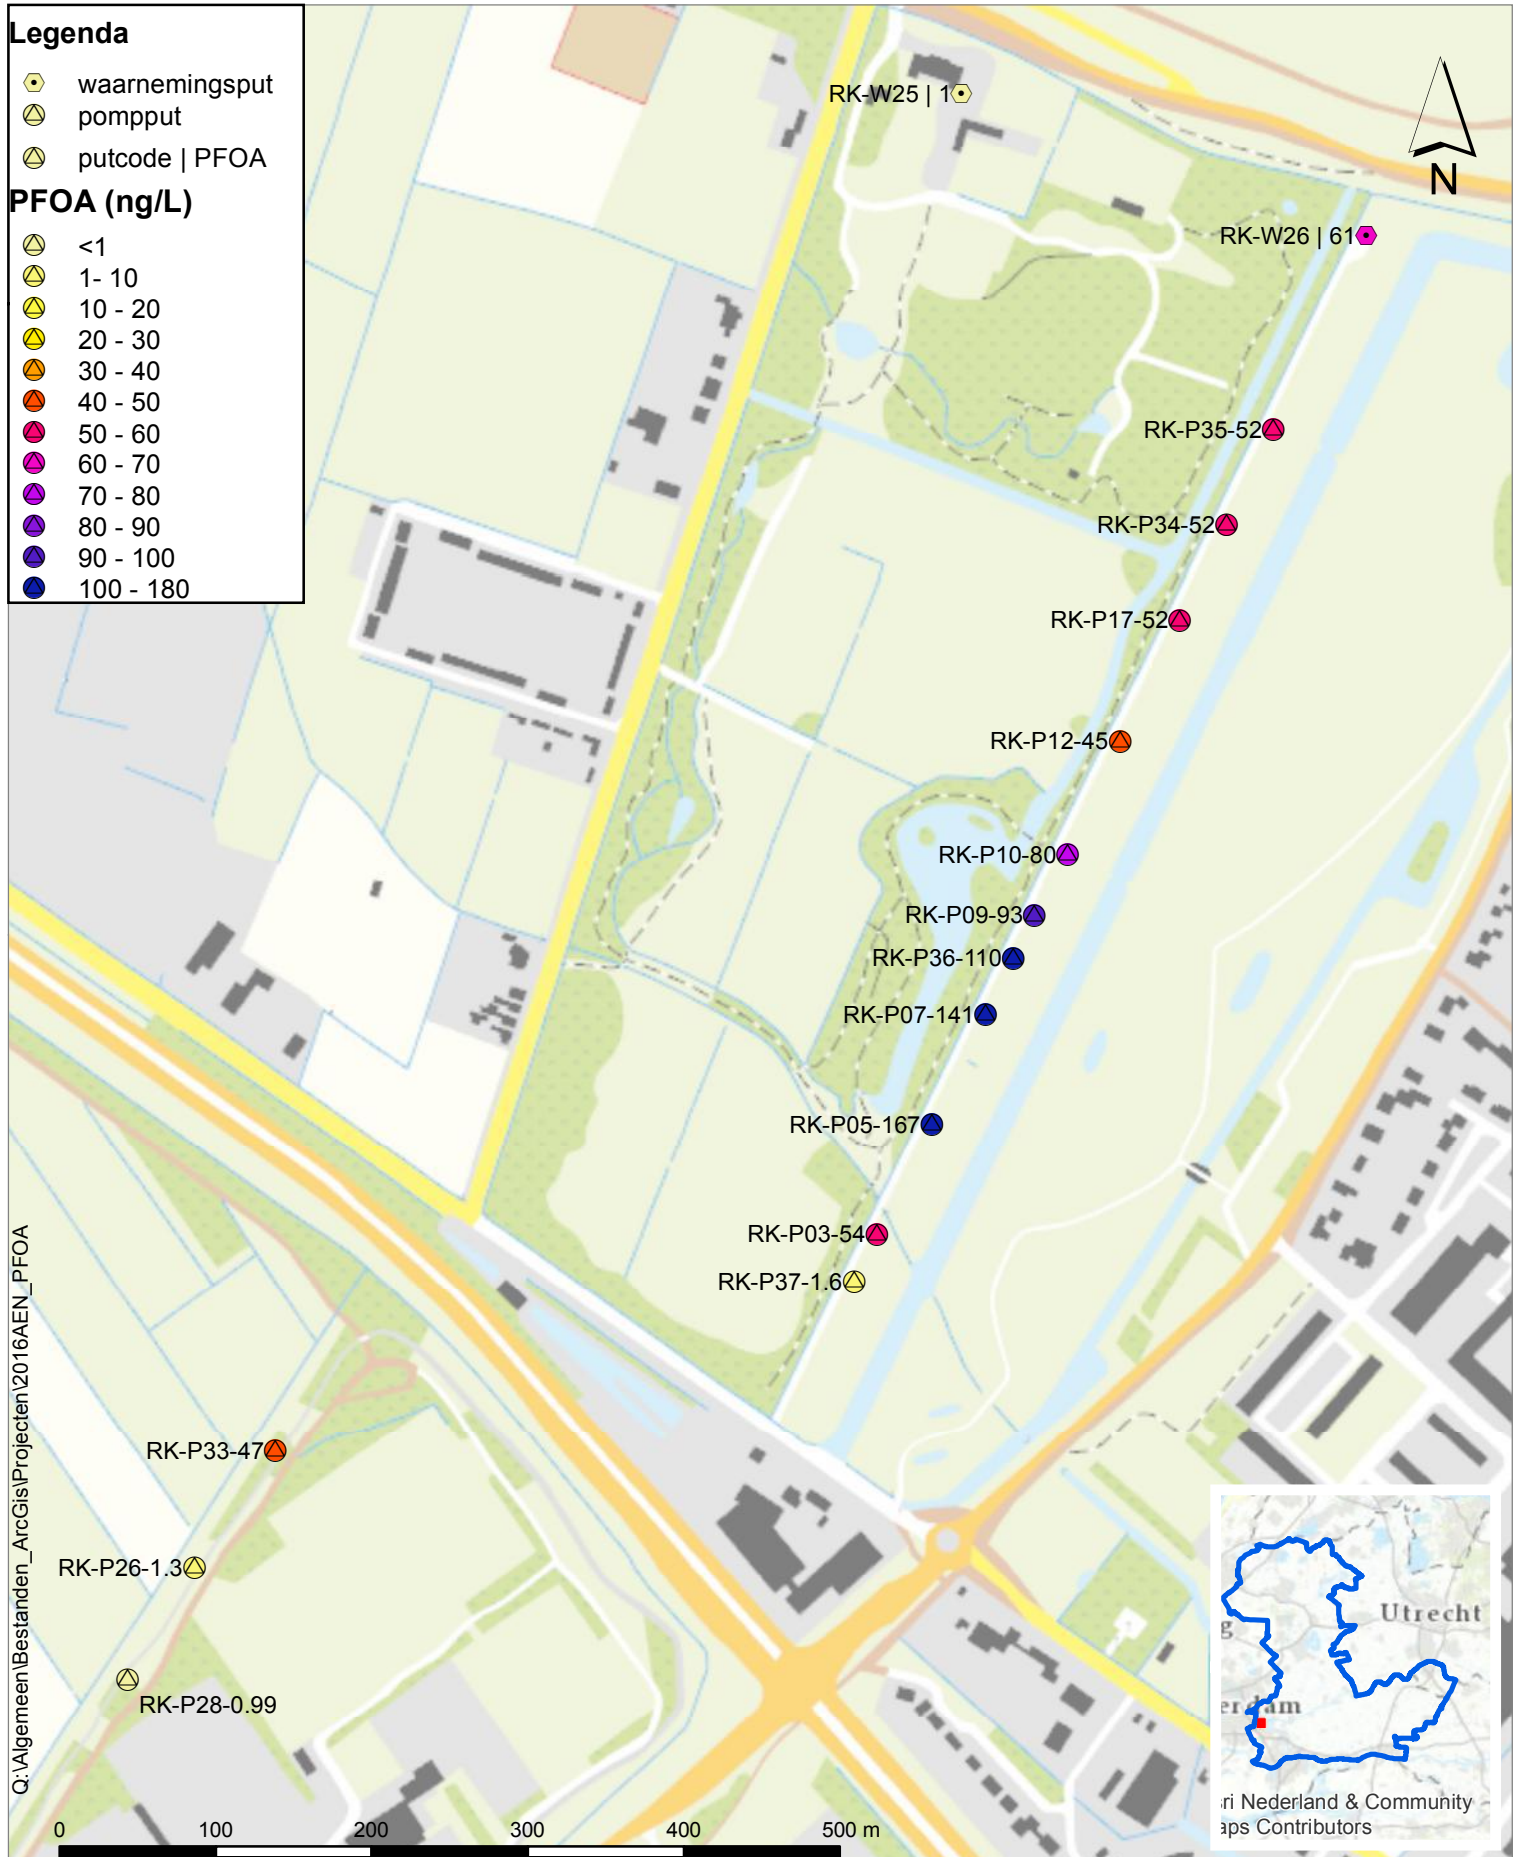 Legenda
waarnemingsput
pompput
putcode | PFOA
PFOA (ng/L)
<1
1- 10
10 - 20
20 - 30
30 - 40
40 - 50
50 - 60
60 - 70
70 - 80
80 - 90
90 - 100
100 - 180
RK-W25 | 1
N
RK-W26 | 61
RK-P35-52
RK-P34-52
RK-P17-52
RK-P12-45
RK-P10-80
RK-P09-93
RK-P36-110
RK-P07-141
RK-P05-167
RK-P03-54
RK-P37-1.6
RK-P33-47
RK-P26-1.3
RK-P28-0.99
Q:\Algemeen\Bestanden_ArcGis\Projecten\2016AEN_PFOA
0 100 200 300 400 500 m
Utrecht
g
erdam
ri Nederland & Community
aps Contributors